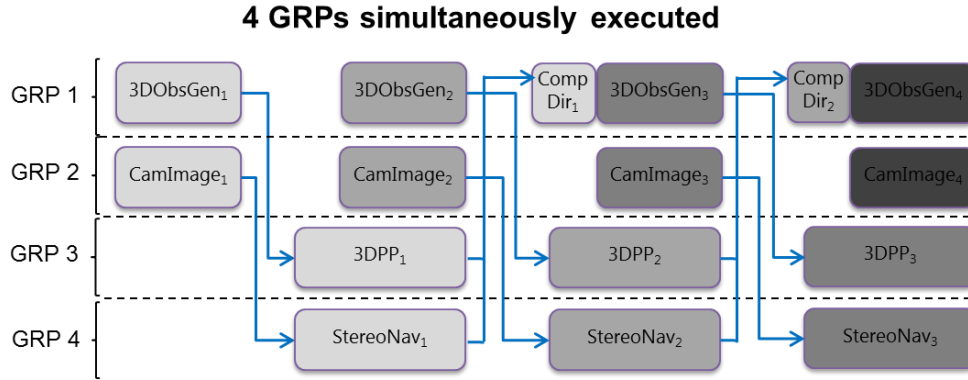 4 GRPs simultaneously executed
GRP 1
3DObsGen₁
3DObsGen₂
Comp
Dir₁
3DObsGen₃
Comp
Dir₂
3DObsGen₄
GRP 2
CamImage₁
CamImage₂
CamImage₃
CamImage₄
GRP 3
3DPP₁
3DPP₂
3DPP₃
GRP 4
StereoNav₁
StereoNav₂
StereoNav₃